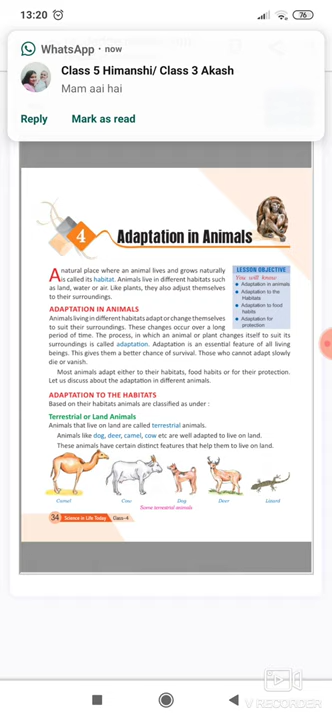 13:20
76
WhatsApp • now
Class 5 Himanshi/ Class 3 Akash
Mam aai hai
Reply
Mark as read
4
Adaptation in Animals
A natural place where an animal lives and grows naturally
is called its habitat. Animals live in different habitats such
as land, water or air. Like plants, they also adjust themselves
to their surroundings.
LESSON OBJECTIVE
You will know
• Adaptation in animals
• Adaptation to the
Habitats
• Adaptation to food
habits
• Adaptation for
protection
ADAPTATION IN ANIMALS
Animals living in different habitats adapt or change themselves
to suit their surroundings. These changes occur over a long
period of time. The process, in which an animal or plant changes itself to suit its
surroundings is called adaptation. Adaptation is an essential feature of all living
beings. This gives them a better chance of survival. Those who cannot adapt slowly
die or vanish.
Most animals adapt either to their habitats, food habits or for their protection.
Let us discuss about the adaptation in different animals.
ADAPTATION TO THE HABITATS
Based on their habitats animals are classified as under :
Terrestrial or Land Animals
Animals that live on land are called terrestrial animals.
Animals like dog, deer, camel, cow etc are well adapted to live on land.
These animals have certain distinct features that help them to live on land.
Camel
Cow
Dog
Deer
Lizard
Some terrestrial animals
34 Science in Life Today Class-4
V RECORDER